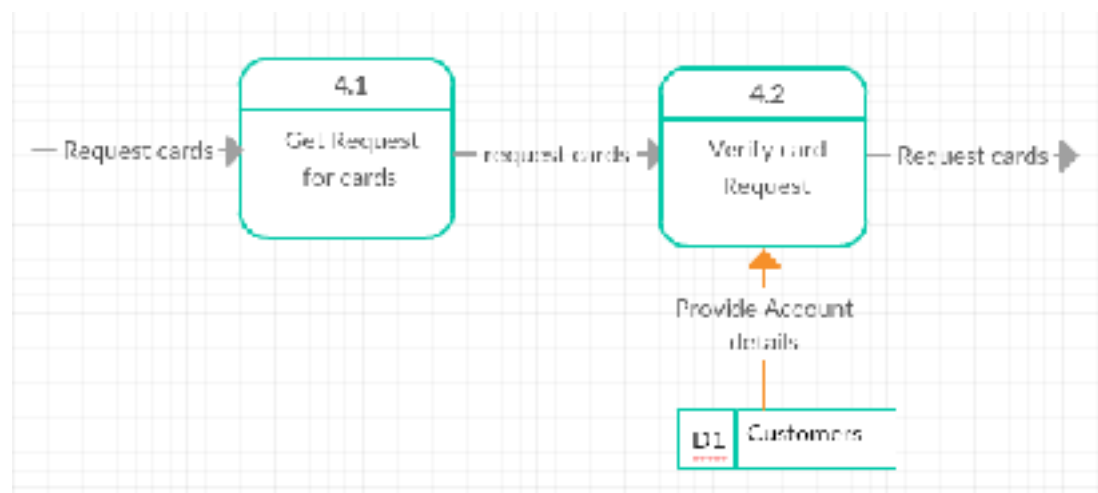 4.1
4.2
Request cards
Get Request
for cards
request cards
Verify card
Request
Request cards
Provide Account
details
D1
Customers